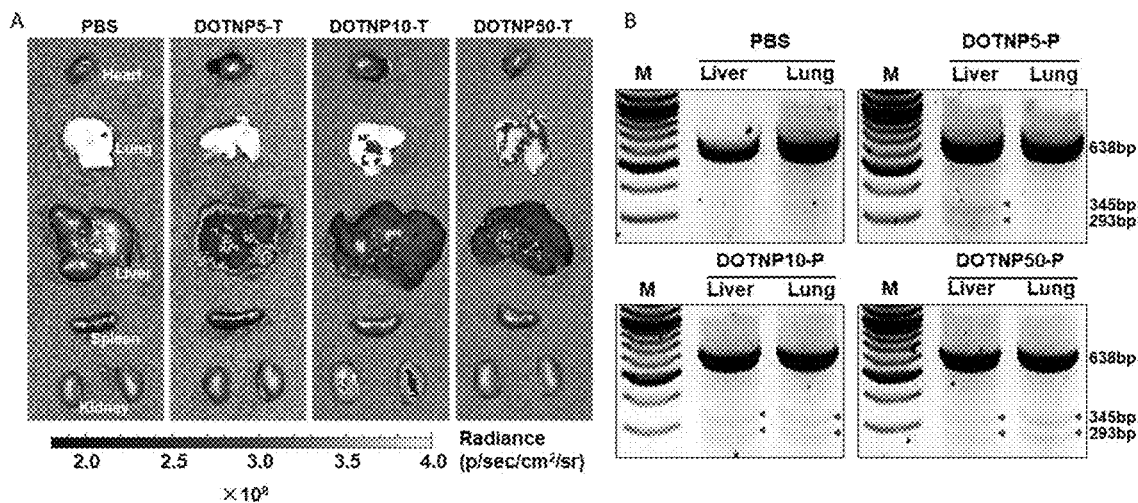 A
PBS DOTNP5-T DOTNP10-T DOTNP50-T
Heart
Lung
Liver
Spleen
Kidney
2.0 2.5 3.0 3.5 4.0
Radiance
(p/sec/cm²/sr)
B
PBS DOTNP5-P
M Liver Lung M Liver Lung
638bp
345bp
293bp
DOTNP10-P DOTNP50-P
M Liver Lung M Liver Lung
638bp
345bp
293bp